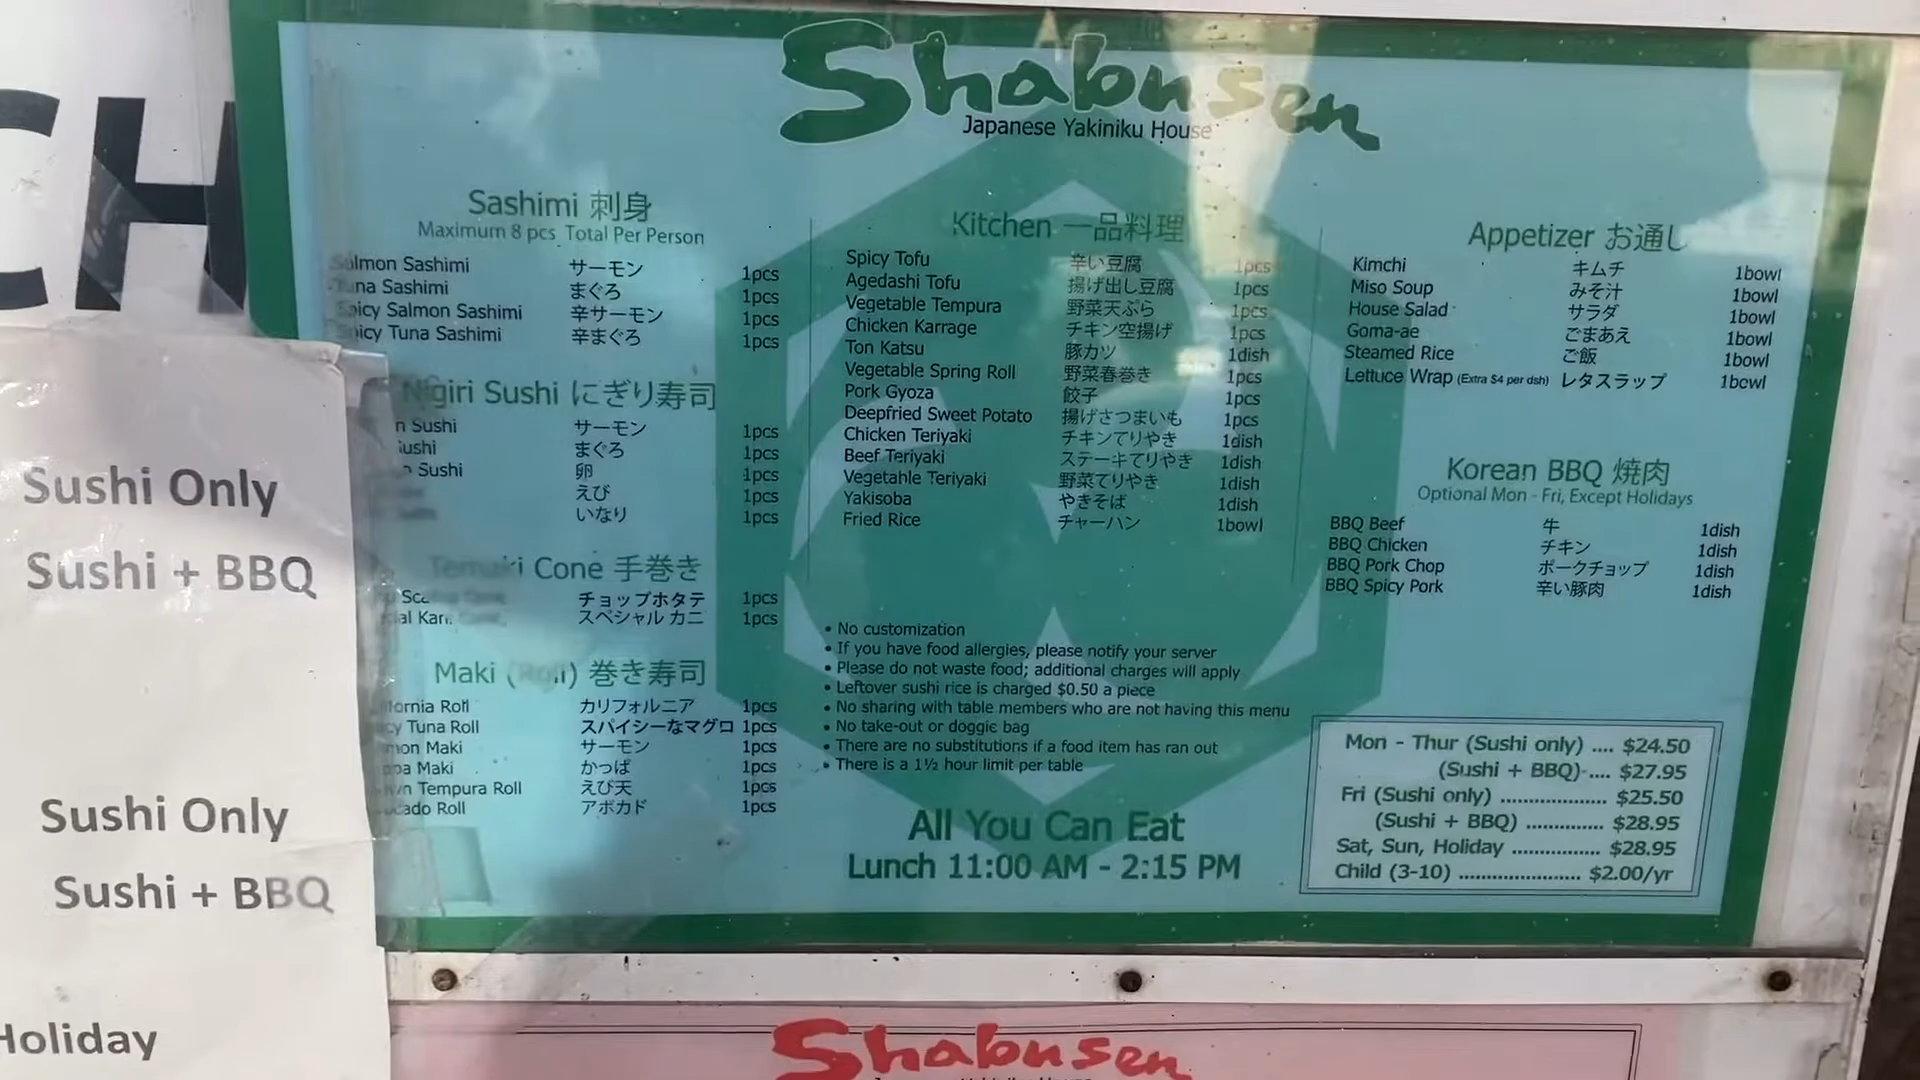 CH
Sushi Only
Sushi + BBQ
Sushi Only
Sushi + BBQ
Holiday
Shabusen
Japanese Yakiniku House
Sashimi 刺身
Maximum 8 pcs Total Per Person
Salmon Sashimi サーモン 1pcs
Tuna Sashimi まぐろ 1pcs
Spicy Salmon Sashimi 辛サーモン 1pcs
Spicy Tuna Sashimi 辛まぐろ 1pcs
Nigiri Sushi にぎり寿司
Sushi サーモン 1pcs
Sushi まぐろ 1pcs
Sushi 卵 1pcs
えび 1pcs
いなり 1pcs
Temaki Cone 手巻き
チョップホタテ 1pcs
スペシャル カニ 1pcs
Maki (Roll) 巻き寿司
Roll カリフォルニア 1pcs
Tuna Roll スパイシーなマグロ 1pcs
Maki サーモン 1pcs
Maki かっぱ 1pcs
Tempura Roll えび天 1pcs
Roll アボカド 1pcs
Kitchen 一品料理
Spicy Tofu 辛い豆腐 1pcs
Agedashi Tofu 揚げ出し豆腐 1pcs
Vegetable Tempura 野菜天ぷら 1pcs
Chicken Karrage チキン空揚げ 1pcs
Ton Katsu 豚カツ 1dish
Vegetable Spring Roll 野菜春巻き 1pcs
Pork Gyoza 餃子 1pcs
Deepfried Sweet Potato 揚げさつまいも 1pcs
Chicken Teriyaki チキンてりやき 1dish
Beef Teriyaki ステーキてりやき 1dish
Vegetable Teriyaki 野菜てりやき 1dish
Yakisoba やきそば 1dish
Fried Rice チャーハン 1bowl
• No customization
• If you have food allergies, please notify your server
• Please do not waste food; additional charges will apply
• Leftover sushi rice is charged $0.50 a piece
• No sharing with table members who are not having this menu
• No take-out or doggie bag
• There are no substitutions if a food item has ran out
• There is a 1½ hour limit per table
All You Can Eat
Lunch 11:00 AM - 2:15 PM
Appetizer お通し
Kimchi キムチ 1bowl
Miso Soup みそ汁 1bowl
House Salad サラダ 1bowl
Goma-ae ごまあえ 1bowl
Steamed Rice ご飯 1bowl
Lettuce Wrap (Extra $4 per dsh) レタスラップ 1bowl
Korean BBQ 焼肉
Optional Mon - Fri, Except Holidays
BBQ Beef 牛 1dish
BBQ Chicken チキン 1dish
BBQ Pork Chop ポークチョップ 1dish
BBQ Spicy Pork 辛い豚肉 1dish
Mon - Thur (Sushi only) .... $24.50
(Sushi + BBQ) .... $27.95
Fri (Sushi only) .................. $25.50
(Sushi + BBQ) .............. $28.95
Sat, Sun, Holiday ................ $28.95
Child (3-10) ...................... $2.00/yr
Shabusen